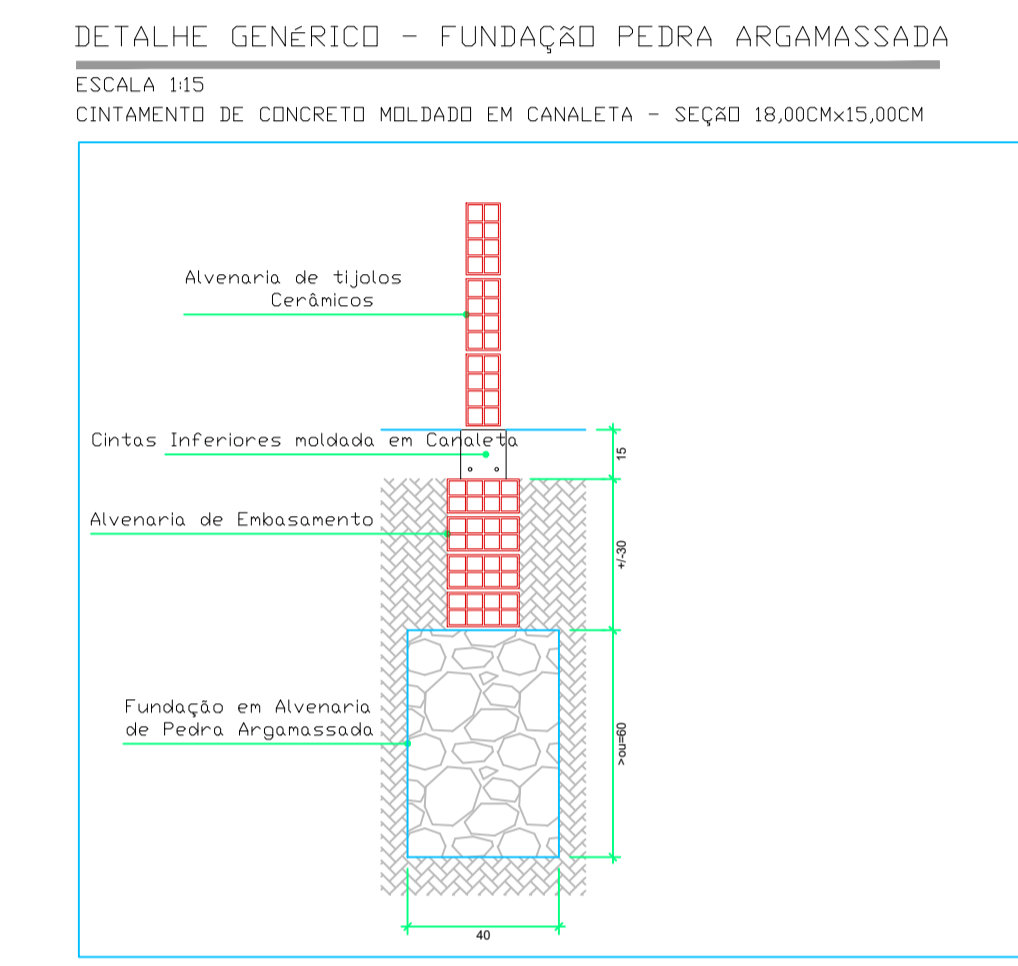 DETALHE GENéRICO - FUNDAÇãO PEDRA ARGAMASSADA
ESCALA 1:15
CINTAMENTO DE CONCRETO MOLDADO EM CANALETA - SEÇãO 18,00CMx15,00CM
Alvenaria de tijolos
Cerâmicos
Cintas Inferiores moldada em Canaleta
15
Alvenaria de Embasamento
+/-30
Fundação em Alvenaria
de Pedra Argamassada
>ou=60
40